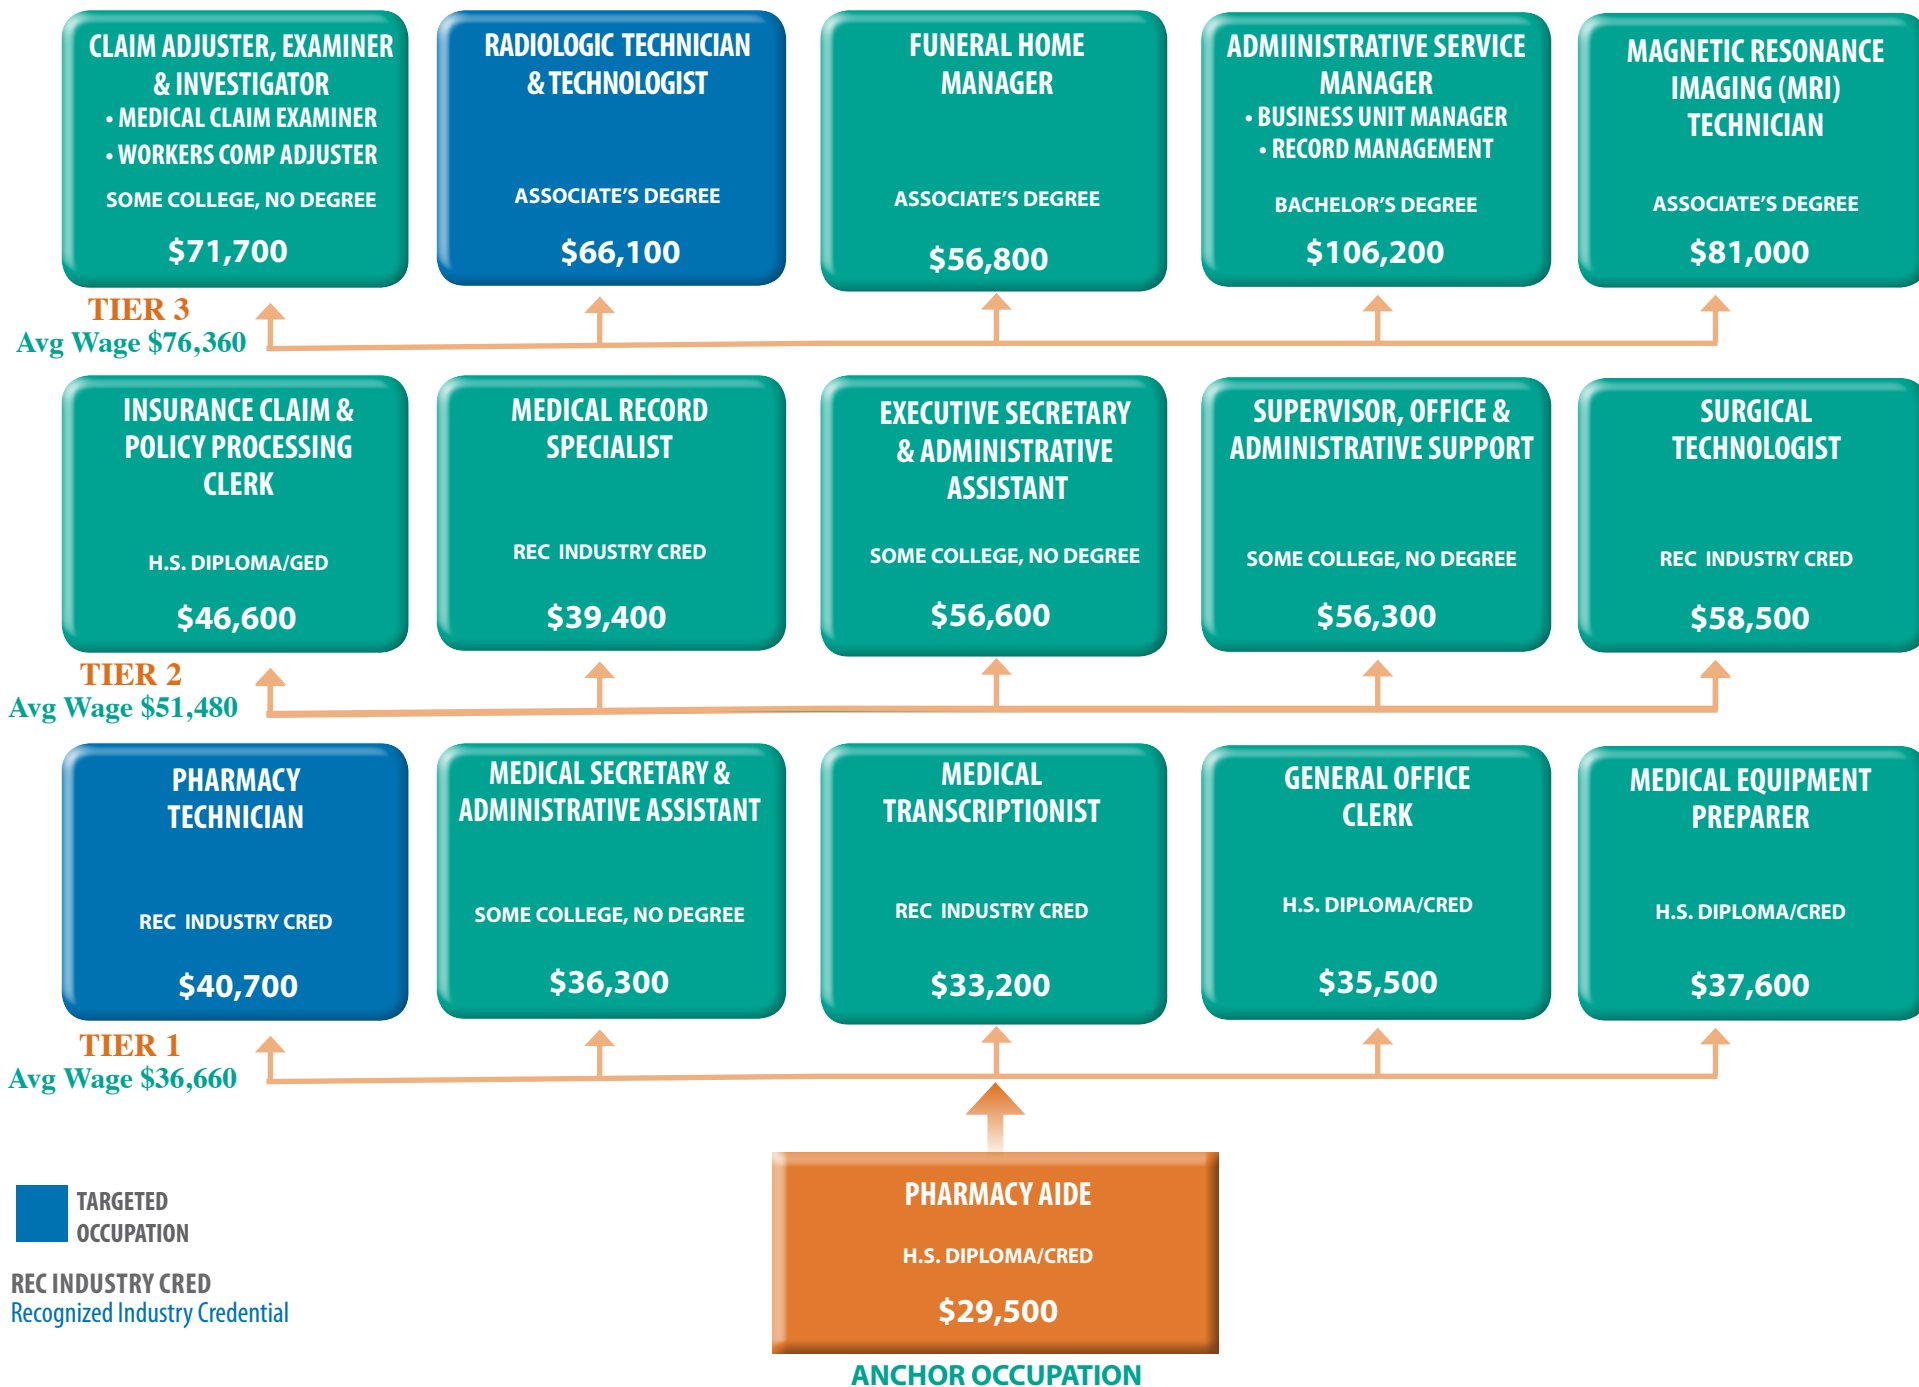 CLAIM ADJUSTER, EXAMINER
& INVESTIGATOR
• MEDICAL CLAIM EXAMINER
• WORKERS COMP ADJUSTER
SOME COLLEGE, NO DEGREE
$71,700
RADIOLOGIC TECHNICIAN
& TECHNOLOGIST
ASSOCIATE'S DEGREE
$66,100
FUNERAL HOME
MANAGER
ASSOCIATE'S DEGREE
$56,800
ADMIINISTRATIVE SERVICE
MANAGER
• BUSINESS UNIT MANAGER
• RECORD MANAGEMENT
BACHELOR'S DEGREE
$106,200
MAGNETIC RESONANCE
IMAGING (MRI)
TECHNICIAN
ASSOCIATE'S DEGREE
$81,000
TIER 3
Avg Wage $76,360
INSURANCE CLAIM &
POLICY PROCESSING
CLERK
H.S. DIPLOMA/GED
$46,600
MEDICAL RECORD
SPECIALIST
REC INDUSTRY CRED
$39,400
EXECUTIVE SECRETARY
& ADMINISTRATIVE
ASSISTANT
SOME COLLEGE, NO DEGREE
$56,600
SUPERVISOR, OFFICE &
ADMINISTRATIVE SUPPORT
SOME COLLEGE, NO DEGREE
$56,300
SURGICAL
TECHNOLOGIST
REC INDUSTRY CRED
$58,500
TIER 2
Avg Wage $51,480
PHARMACY
TECHNICIAN
REC INDUSTRY CRED
$40,700
MEDICAL SECRETARY &
ADMINISTRATIVE ASSISTANT
SOME COLLEGE, NO DEGREE
$36,300
MEDICAL
TRANSCRIPTIONIST
REC INDUSTRY CRED
$33,200
GENERAL OFFICE
CLERK
H.S. DIPLOMA/CRED
$35,500
MEDICAL EQUIPMENT
PREPARER
H.S. DIPLOMA/CRED
$37,600
TIER 1
Avg Wage $36,660
PHARMACY AIDE
H.S. DIPLOMA/CRED
$29,500
ANCHOR OCCUPATION
TARGETED
OCCUPATION
REC INDUSTRY CRED
Recognized Industry Credential